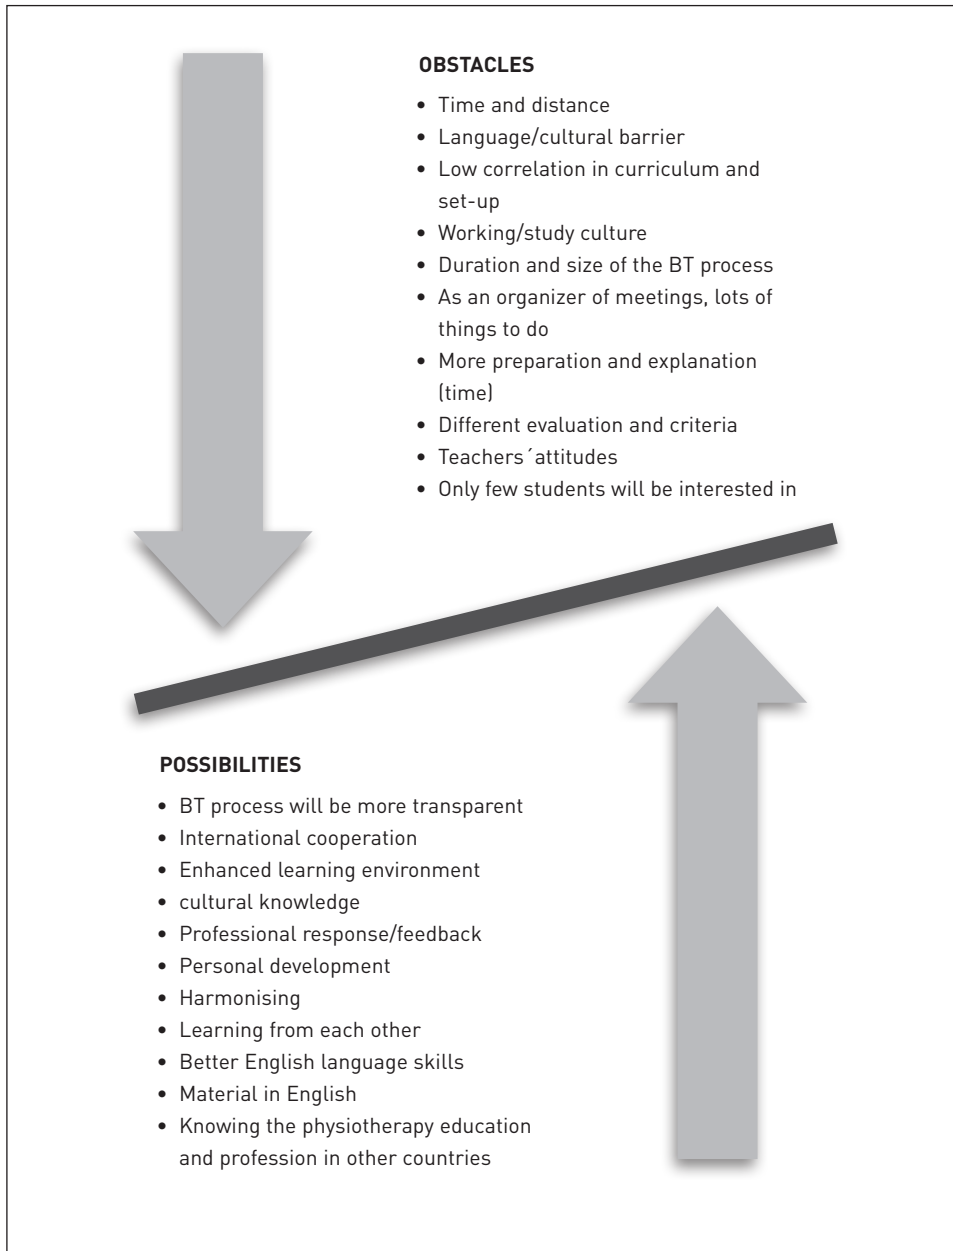 OBSTACLES
• Time and distance
• Language/cultural barrier
• Low correlation in curriculum and
set-up
• Working/study culture
• Duration and size of the BT process
• As an organizer of meetings, lots of
things to do
• More preparation and explanation
(time)
• Different evaluation and criteria
• Teachers´attitudes
• Only few students will be interested in
POSSIBILITIES
• BT process will be more transparent
• International cooperation
• Enhanced learning environment
• cultural knowledge
• Professional response/feedback
• Personal development
• Harmonising
• Learning from each other
• Better English language skills
• Material in English
• Knowing the physiotherapy education
and profession in other countries